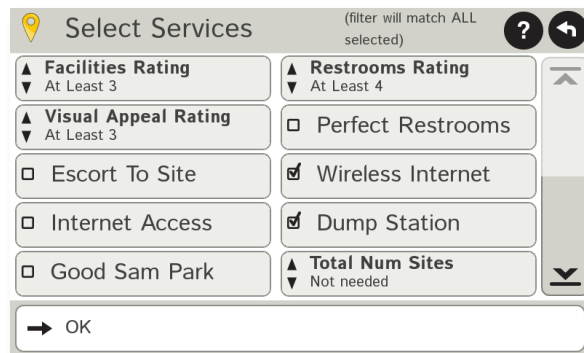 Select Services
(filter will match ALL
selected)
?
Facilities Rating
At Least 3
Restrooms Rating
At Least 4
Visual Appeal Rating
At Least 3
Perfect Restrooms
Escort To Site
Wireless Internet
Internet Access
Dump Station
Good Sam Park
Total Num Sites
Not needed
OK